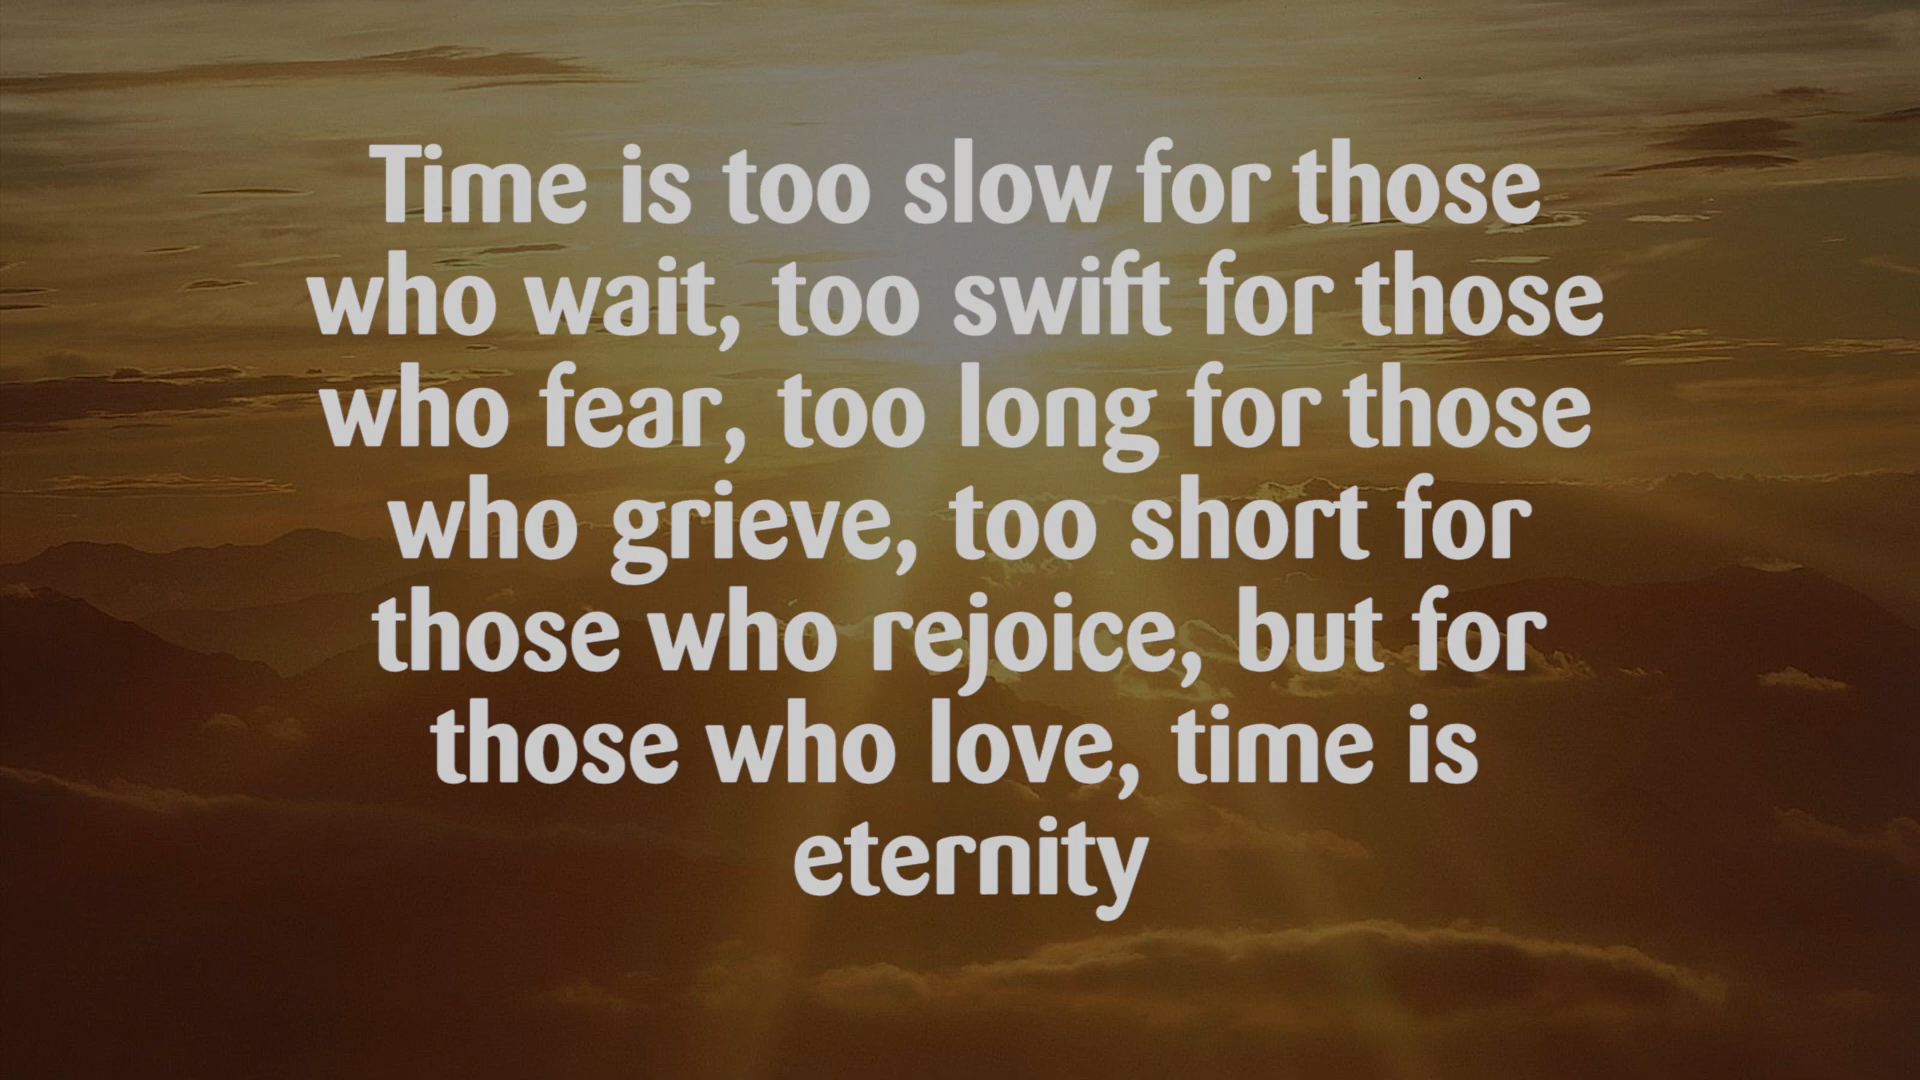 Time is too slow for those
who wait, too swift for those
who fear, too long for those
who grieve, too short for
those who rejoice, but for
those who love, time is
eternity